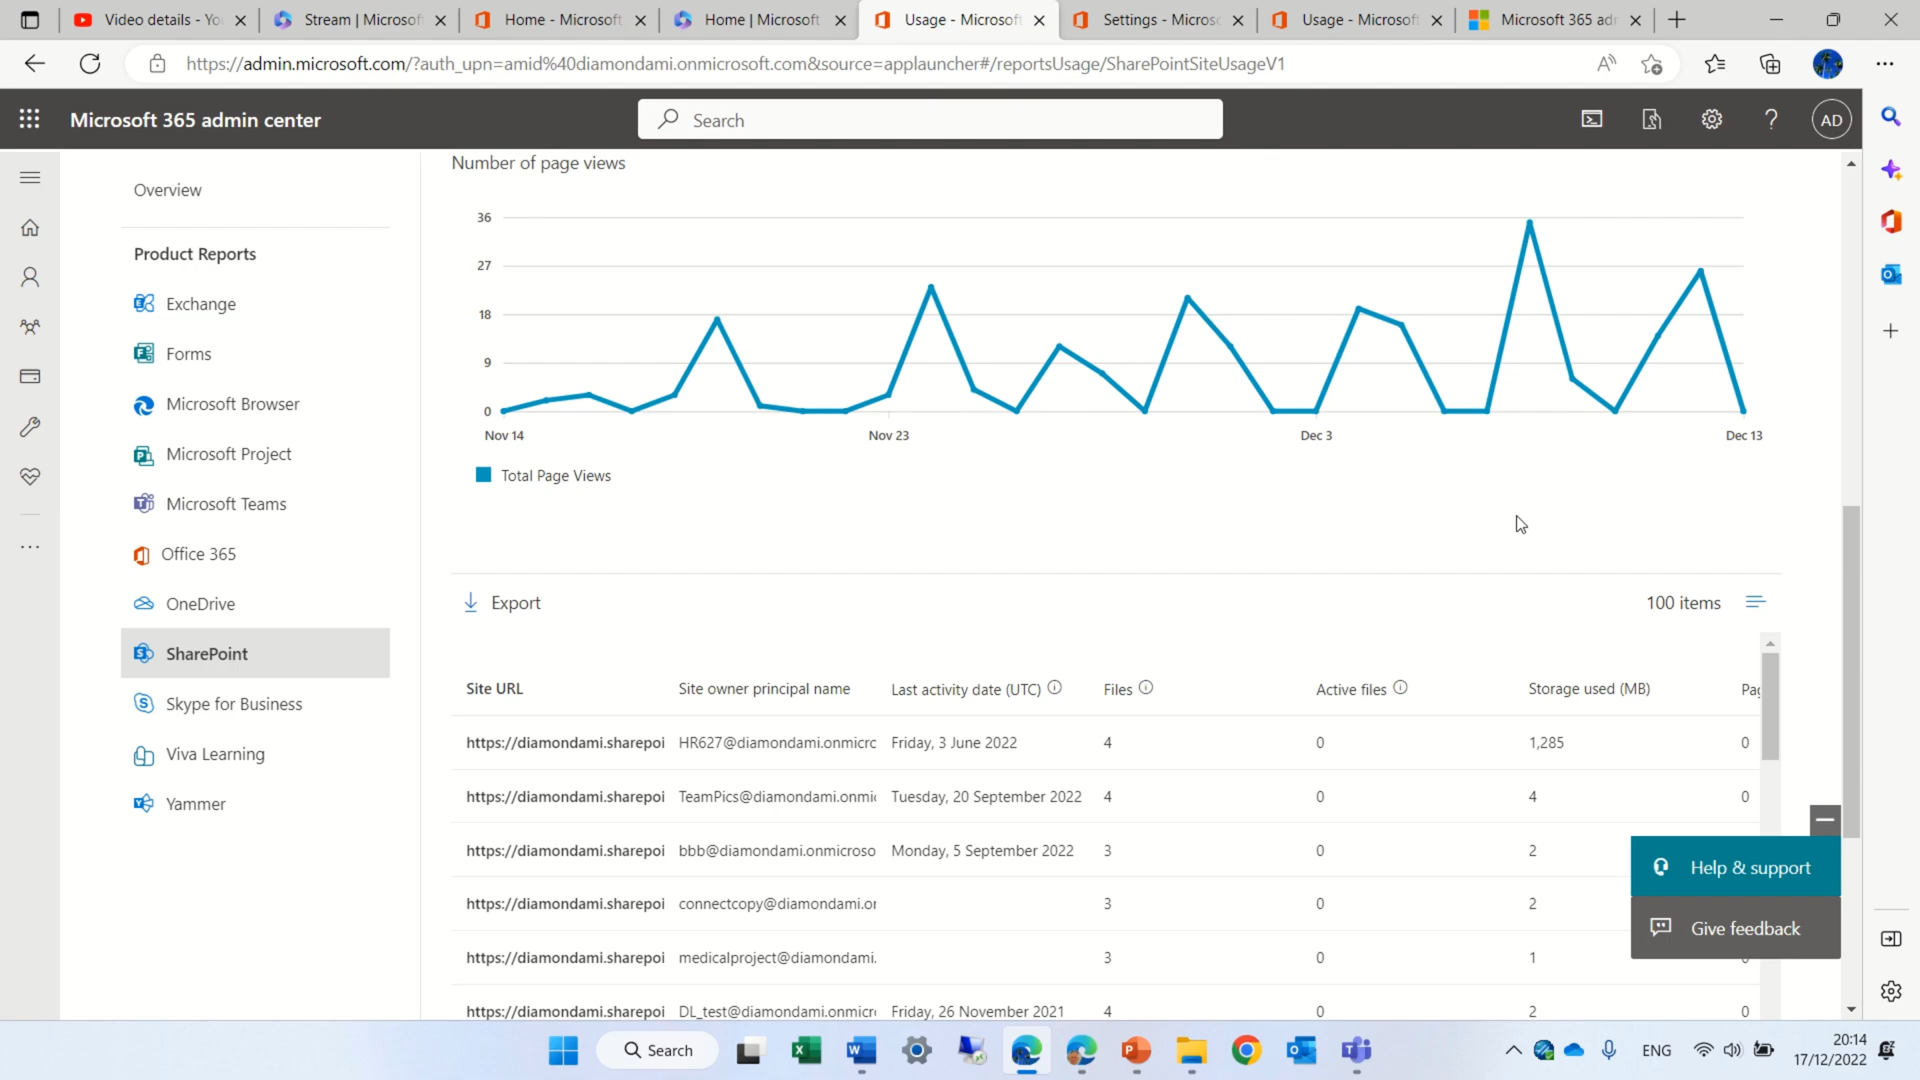 Video details - Yo
Stream | Microsof
Home - Microsoft
Home | Microsoft
Usage - Microsoft
Settings - Microso
Usage - Microsoft
Microsoft 365 adm
https://admin.microsoft.com/?auth_upn=amid%40diamondami.onmicrosoft.com&source=applauncher#/reportsUsage/SharePointSiteUsageV1
Microsoft 365 admin center
Search
AD
Overview
Product Reports
Exchange
Forms
Microsoft Browser
Microsoft Project
Microsoft Teams
Office 365
OneDrive
SharePoint
Skype for Business
Viva Learning
Yammer
Number of page views
36
27
18
9
0
Nov 14
Nov 23
Dec 3
Dec 13
Total Page Views
Export
100 items
Site URL Site owner principal name Last activity date (UTC) Files Active files Storage used (MB) Pag
https://diamondami.sharepoi HR627@diamondami.onmicrc Friday, 3 June 2022 4 0 1,285 0
https://diamondami.sharepoi TeamPics@diamondami.onmi Tuesday, 20 September 2022 4 0 4 0
https://diamondami.sharepoi bbb@diamondami.onmicroso Monday, 5 September 2022 3 0 2
https://diamondami.sharepoi connectcopy@diamondami.or 3 0 2
https://diamondami.sharepoi medicalproject@diamondami. 3 0 1
https://diamondami.sharepoi DL_test@diamondami.onmicr Friday, 26 November 2021 4 0 2 0
Help & support
Give feedback
Search
ENG
20:14
17/12/2022